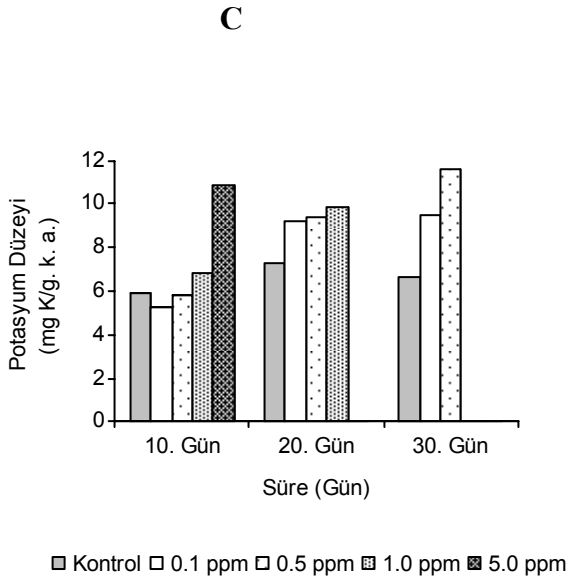 C
Potasyum Düzeyi
(mg K/g. k. a.)
12
10
8
6
4
2
0
10. Gün 20. Gün 30. Gün
Süre (Gün)
Kontrol 0.1 ppm 0.5 ppm 1.0 ppm 5.0 ppm